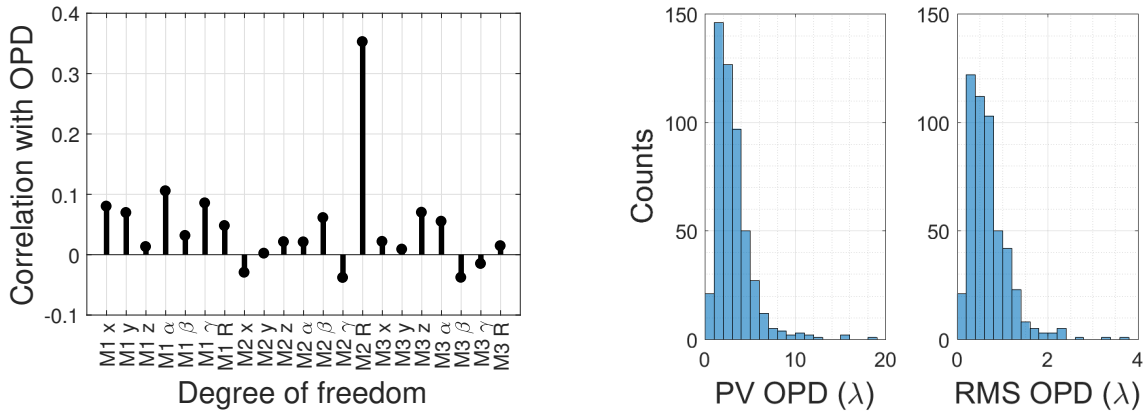 Correlation with OPD
0.4
0.3
0.2
0.1
0
-0.1
M1 x
M1 y
M1 z
M1 α
M1 β
M1 γ
M1 R
M2 x
M2 y
M2 z
M2 α
M2 β
M2 γ
M2 R
M3 x
M3 y
M3 z
M3 α
M3 β
M3 γ
M3 R
Degree of freedom
Counts
150
100
50
0
0 10 20
PV OPD (λ)
150
100
50
0
0 2 4
RMS OPD (λ)